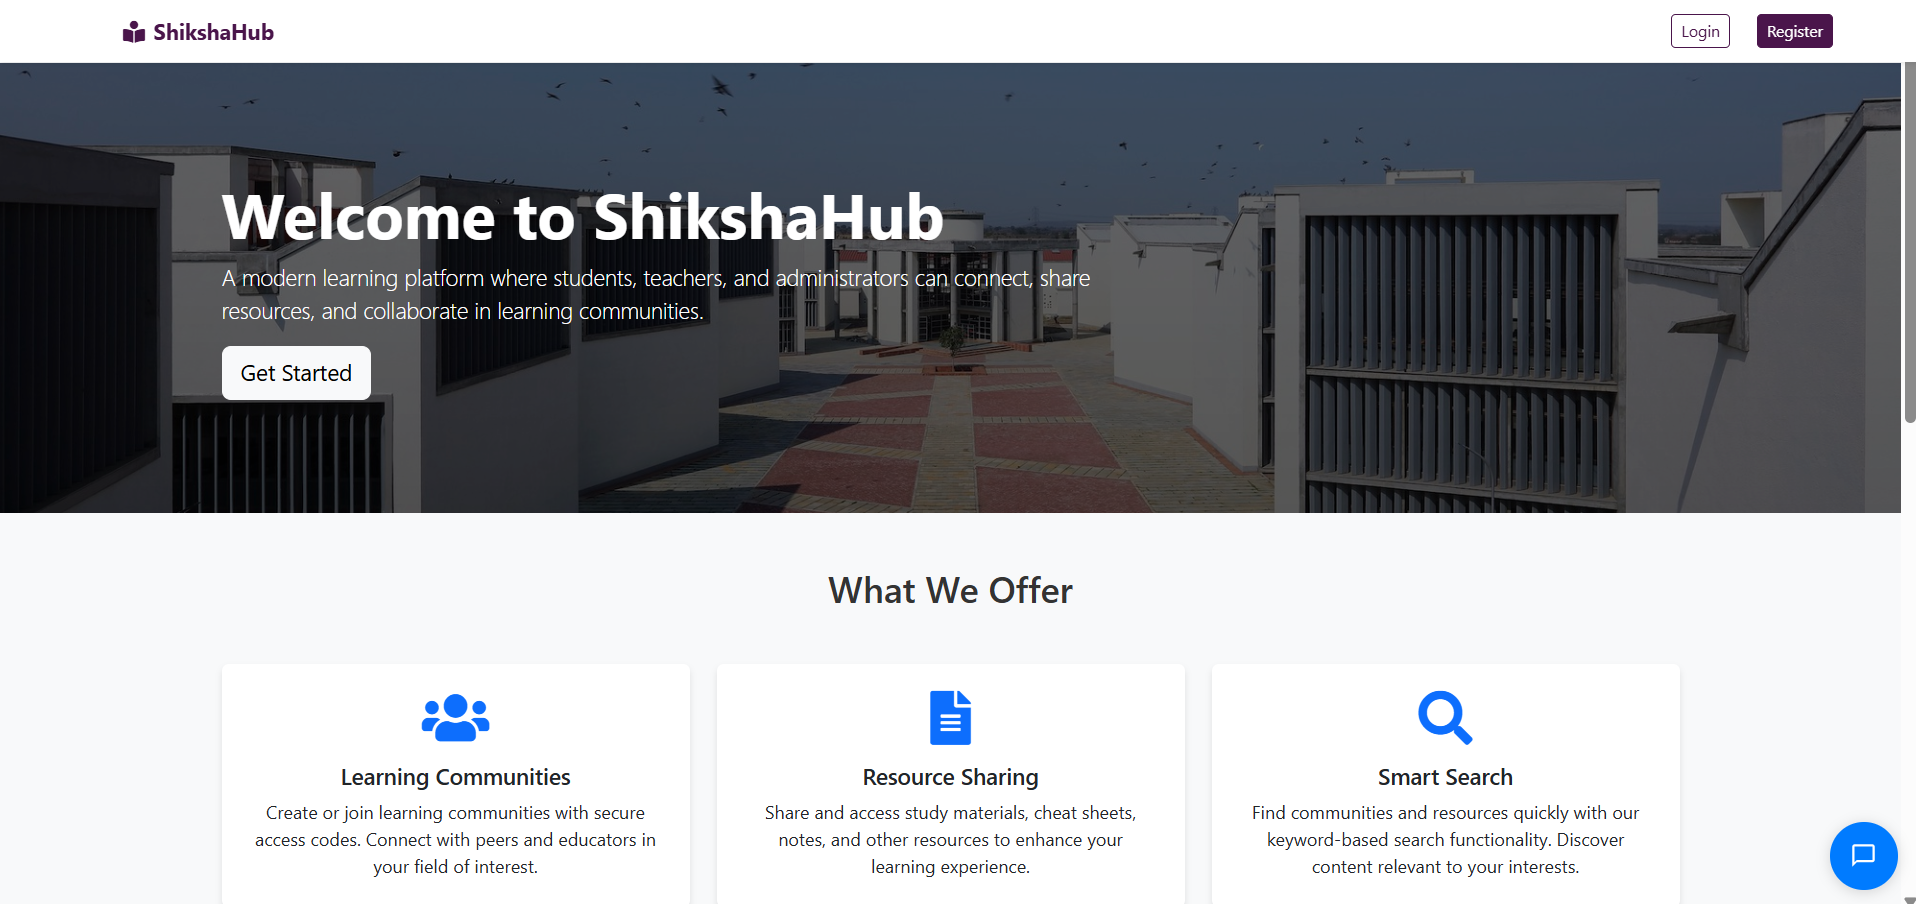 ShikshaHub
Login
Register
Welcome to ShikshaHub
A modern learning platform where students, teachers, and administrators can connect, share
resources, and collaborate in learning communities.
Get Started
What We Offer
Learning Communities
Create or join learning communities with secure
access codes. Connect with peers and educators in
your field of interest.
Resource Sharing
Share and access study materials, cheat sheets,
notes, and other resources to enhance your
learning experience.
Smart Search
Find communities and resources quickly with our
keyword-based search functionality. Discover
content relevant to your interests.